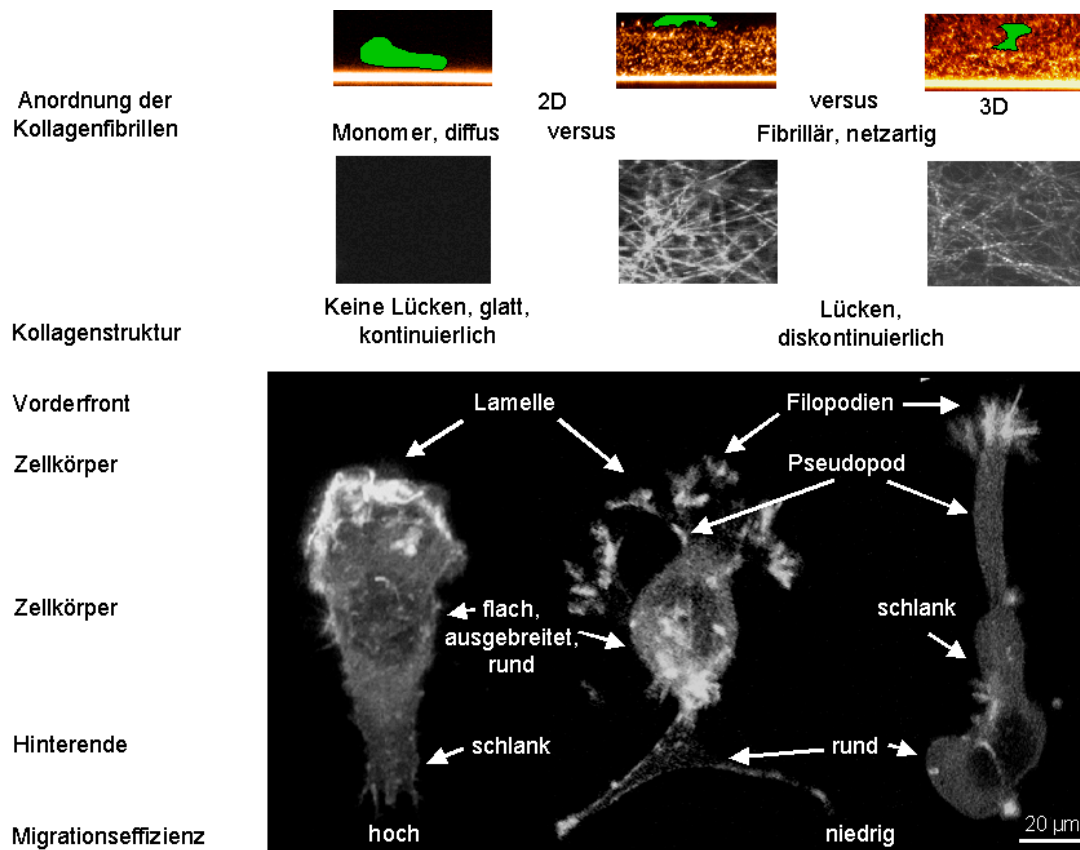 Anordnung der
Kollagenfibrillen
2D
versus
3D
Monomer, diffus
versus
Fibrillär, netzartig
Kollagenstruktur
Keine Lücken, glatt,
kontinuierlich
Lücken,
diskontinuierlich
Vorderfront
Lamelle
Filopodien
Zellkörper
Pseudopod
Zellkörper
flach,
ausgebreitet,
rund
schlank
Hinterende
schlank
rund
Migrationseffizienz
hoch
niedrig
20 µm